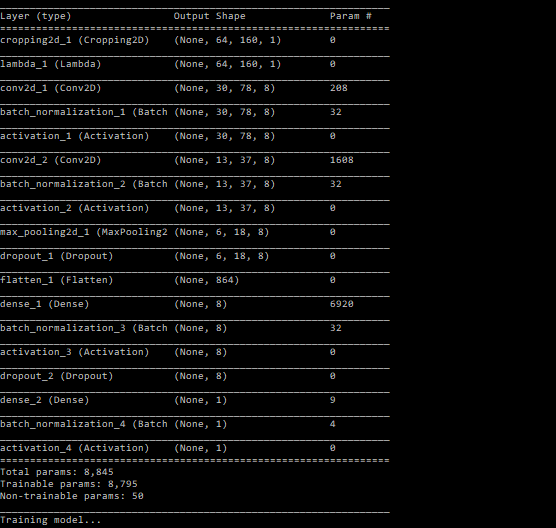 Layer (type) Output Shape Param #
cropping2d_1 (Cropping2D) (None, 64, 160, 1) 0
lambda_1 (Lambda) (None, 64, 160, 1) 0
conv2d_1 (Conv2D) (None, 30, 78, 8) 208
batch_normalization_1 (Batch (None, 30, 78, 8) 32
activation_1 (Activation) (None, 30, 78, 8) 0
conv2d_2 (Conv2D) (None, 13, 37, 8) 1608
batch_normalization_2 (Batch (None, 13, 37, 8) 32
activation_2 (Activation) (None, 13, 37, 8) 0
max_pooling2d_1 (MaxPooling2 (None, 6, 18, 8) 0
dropout_1 (Dropout) (None, 6, 18, 8) 0
flatten_1 (Flatten) (None, 864) 0
dense_1 (Dense) (None, 8) 6920
batch_normalization_3 (Batch (None, 8) 32
activation_3 (Activation) (None, 8) 0
dropout_2 (Dropout) (None, 8) 0
dense_2 (Dense) (None, 1) 9
batch_normalization_4 (Batch (None, 1) 4
activation_4 (Activation) (None, 1) 0
Total params: 8,845
Trainable params: 8,795
Non-trainable params: 50
Training model...